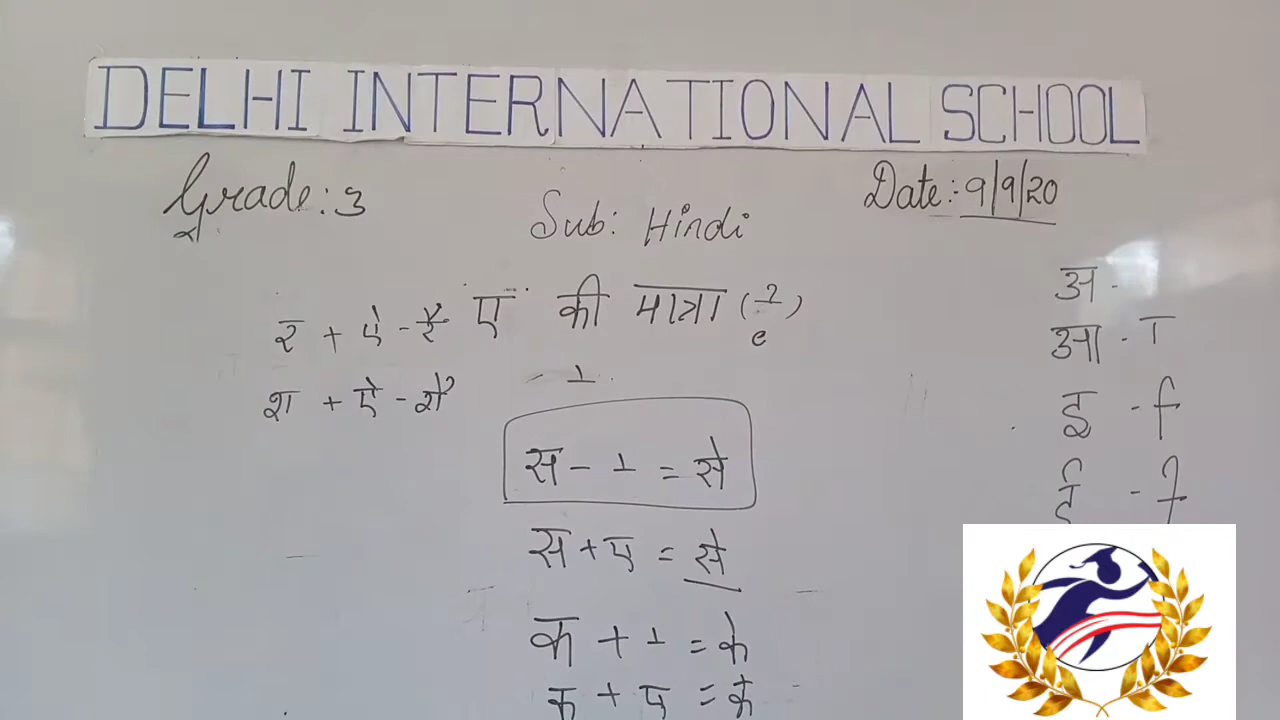 DELHI INTERNATIONAL SCHOOL
Grade: 3
Sub: Hindi
Date: 9/9/20
ए की मात्रा ( े )
e
र + ऐ - रै
श + ऐ - शै
- े
स - े = से
स + ए = से
क + े = के
क + ए = के
अ -
आ - ा
इ - ि
ई - ी